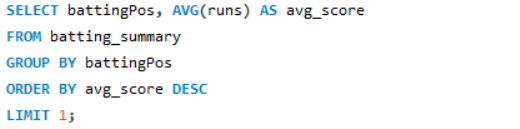 SELECT battingPos, AVG(runs) AS avg_score
FROM batting_summary
GROUP BY battingPos
ORDER BY avg_score DESC
LIMIT 1;